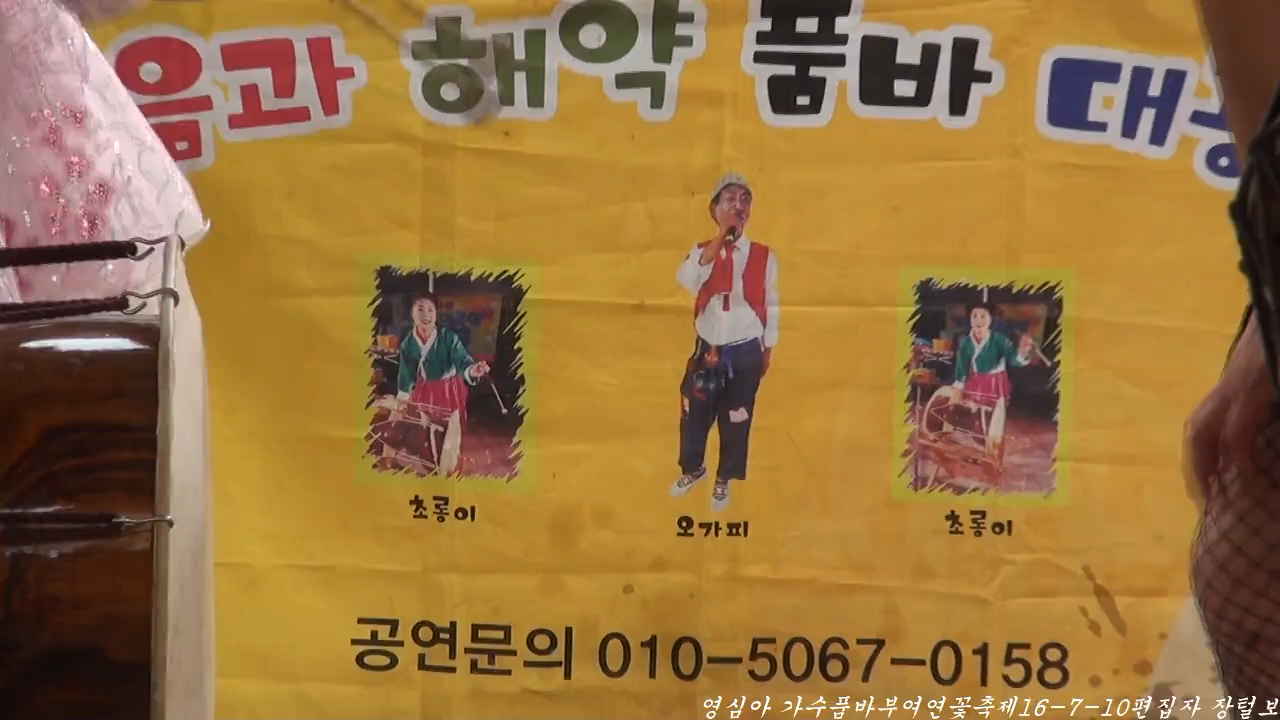 음과 해약 품바 대
초롱이 오가피 초롱이
공연문의 010-5067-0158
영심아 가수품바부여연꽃축제16-7-10편집자 장털보